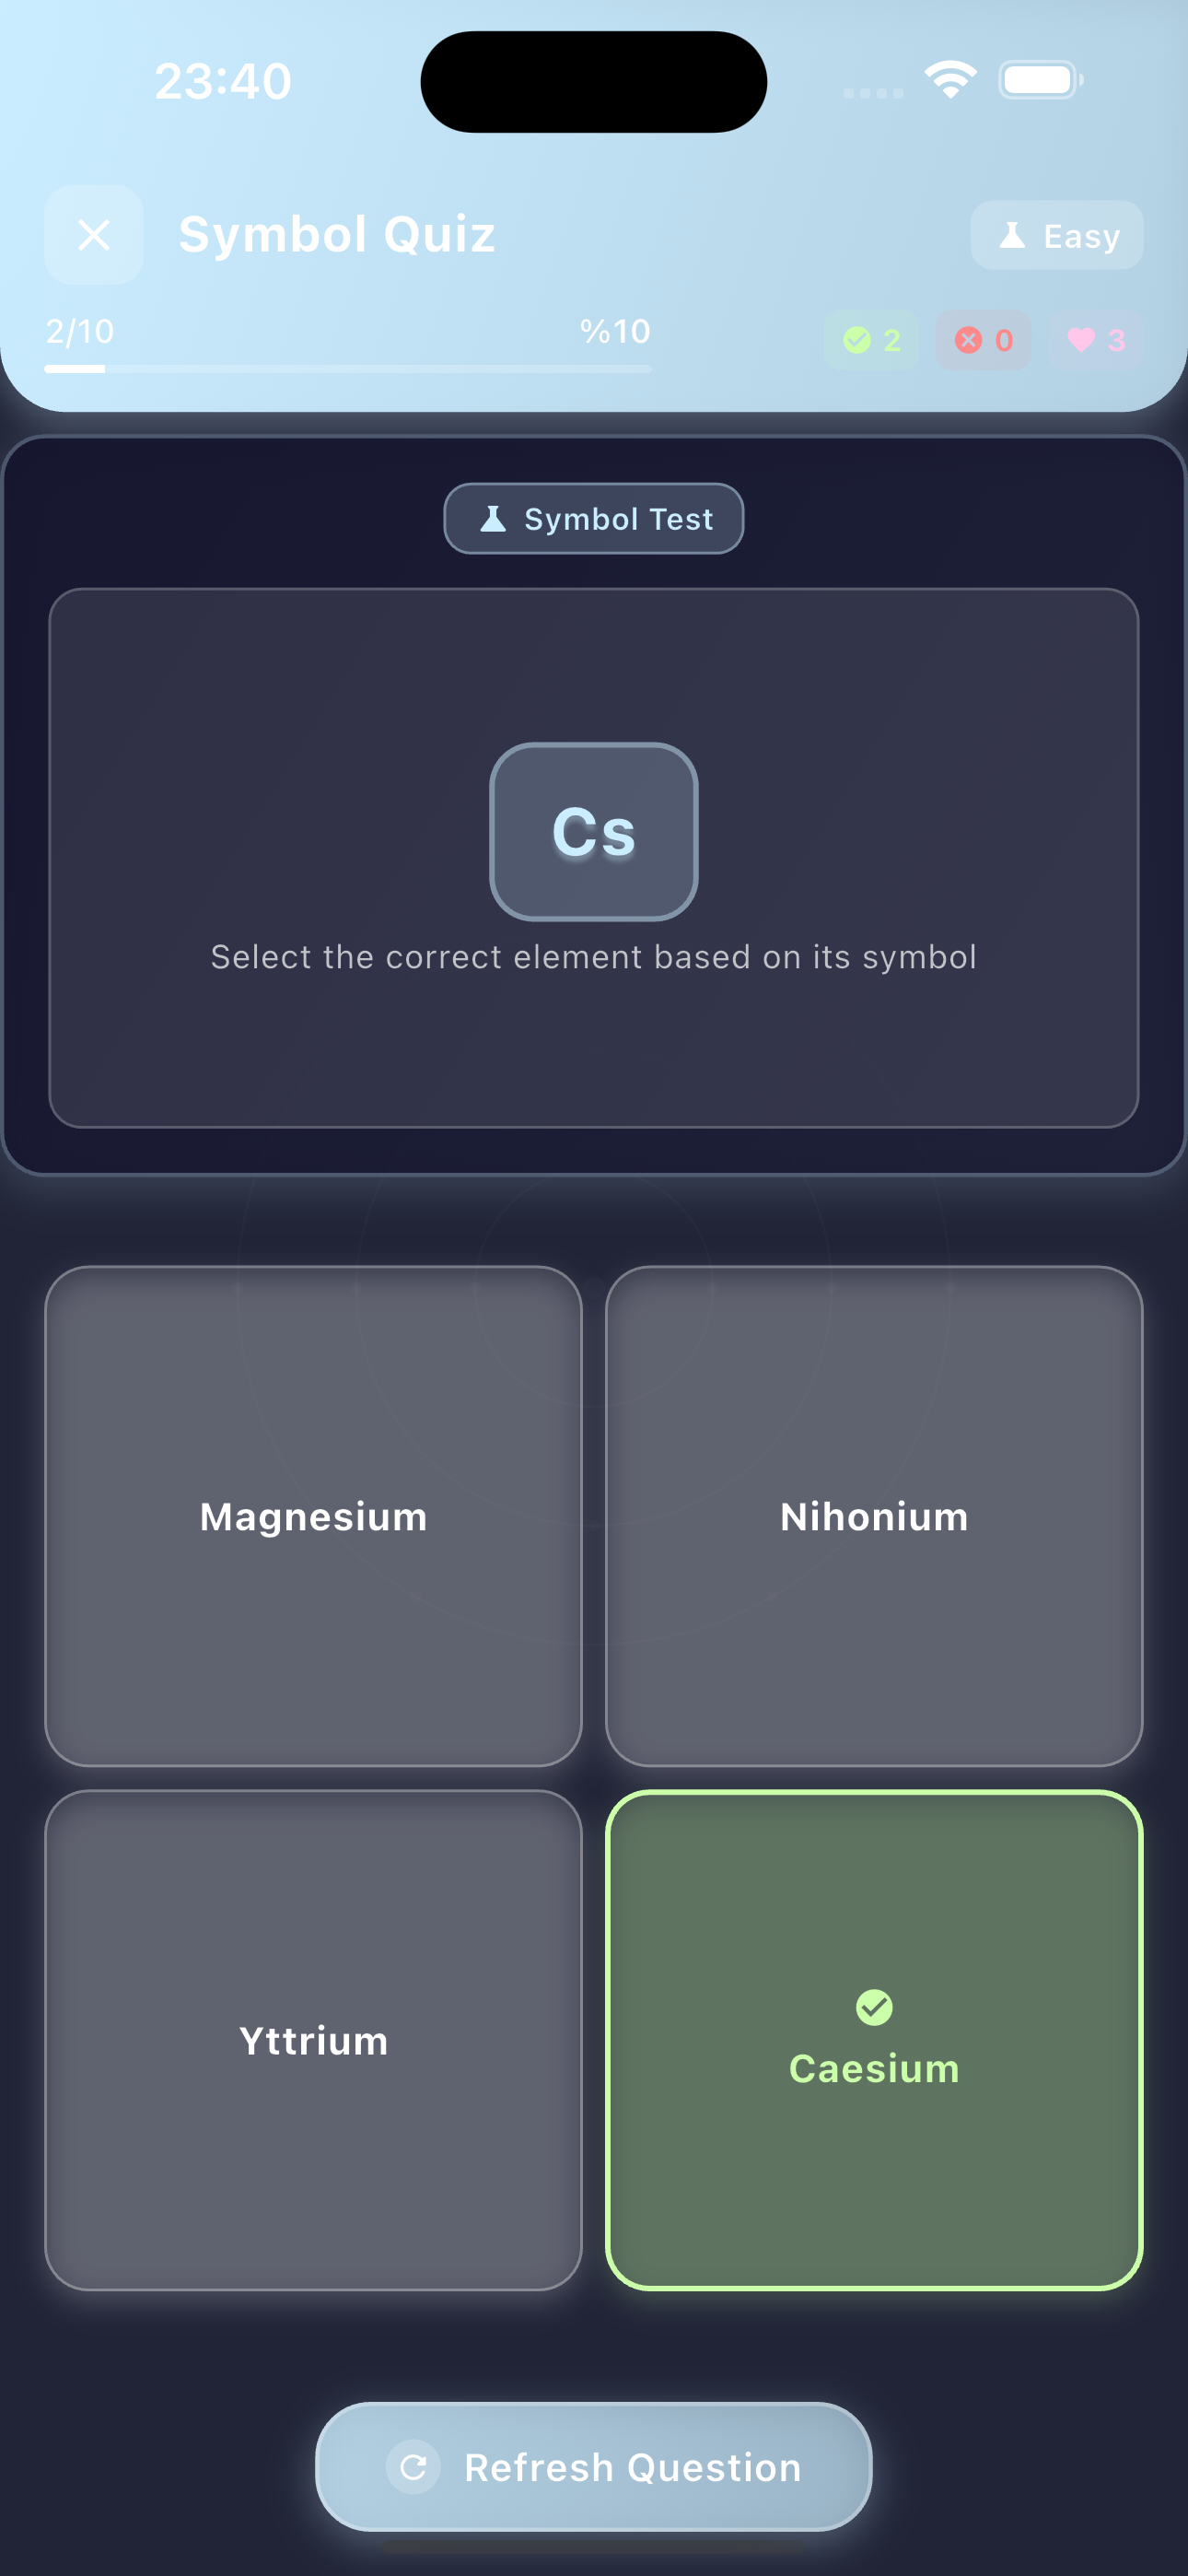 23:40
Symbol Quiz
Easy
2/10
%10
2
0
3
Symbol Test
Cs
Select the correct element based on its symbol
Magnesium
Nihonium
Yttrium
Caesium
Refresh Question